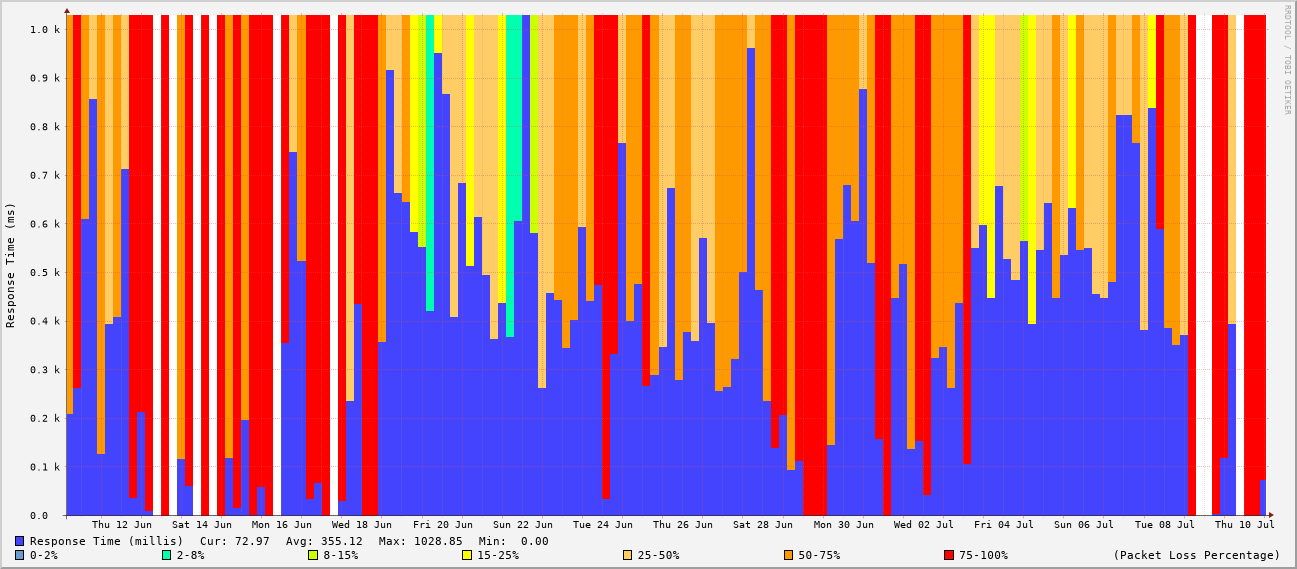 RRDTOOL / TOBI OETIKER
Response Time (ms)
1.0 k
0.9 k
0.8 k
0.7 k
0.6 k
0.5 k
0.4 k
0.3 k
0.2 k
0.1 k
0.0
Thu 12 Jun Sat 14 Jun Mon 16 Jun Wed 18 Jun Fri 20 Jun Sun 22 Jun Tue 24 Jun Thu 26 Jun Sat 28 Jun Mon 30 Jun Wed 02 Jul Fri 04 Jul Sun 06 Jul Tue 08 Jul Thu 10 Jul
Response Time (millis) Cur: 72.97 Avg: 355.12 Max: 1028.85 Min: 0.00
0-2% 2-8% 8-15% 15-25% 25-50% 50-75% 75-100% (Packet Loss Percentage)